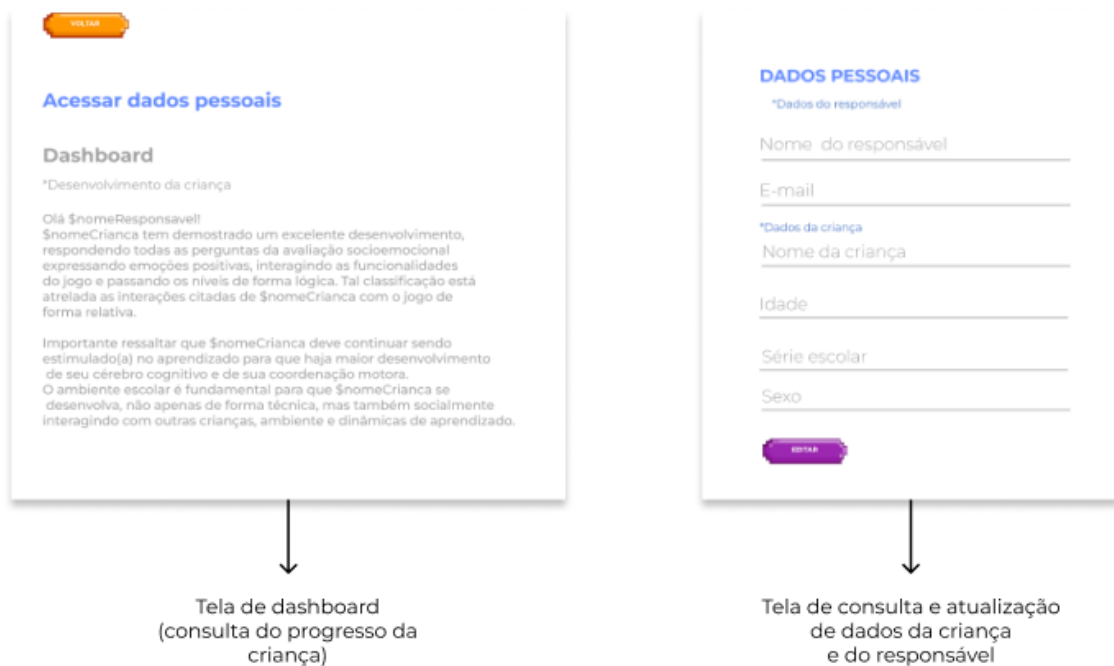 VOLTAR
Acessar dados pessoais
Dashboard
*Desenvolvimento da criança
Olá $nomeResponsavel!
$nomeCrianca tem demostrado um excelente desenvolvimento,
respondendo todas as perguntas da avaliação socioemocional
expressando emoções positivas, interagindo as funcionalidades
do jogo e passando os níveis de forma lógica. Tal classificação está
atrelada as interações citadas de $nomeCrianca com o jogo de
forma relativa.
Importante ressaltar que $nomeCrianca deve continuar sendo
estimulado(a) no aprendizado para que haja maior desenvolvimento
de seu cérebro cognitivo e de sua coordenação motora.
O ambiente escolar é fundamental para que $nomeCrianca se
desenvolva, não apenas de forma técnica, mas também socialmente
interagindo com outras crianças, ambiente e dinâmicas de aprendizado.
Tela de dashboard
(consulta do progresso da
criança)
DADOS PESSOAIS
*Dados do responsável
Nome do responsável
E-mail
*Dados da criança
Nome da criança
Idade
Série escolar
Sexo
EDITAR
Tela de consulta e atualização
de dados da criança
e do responsável